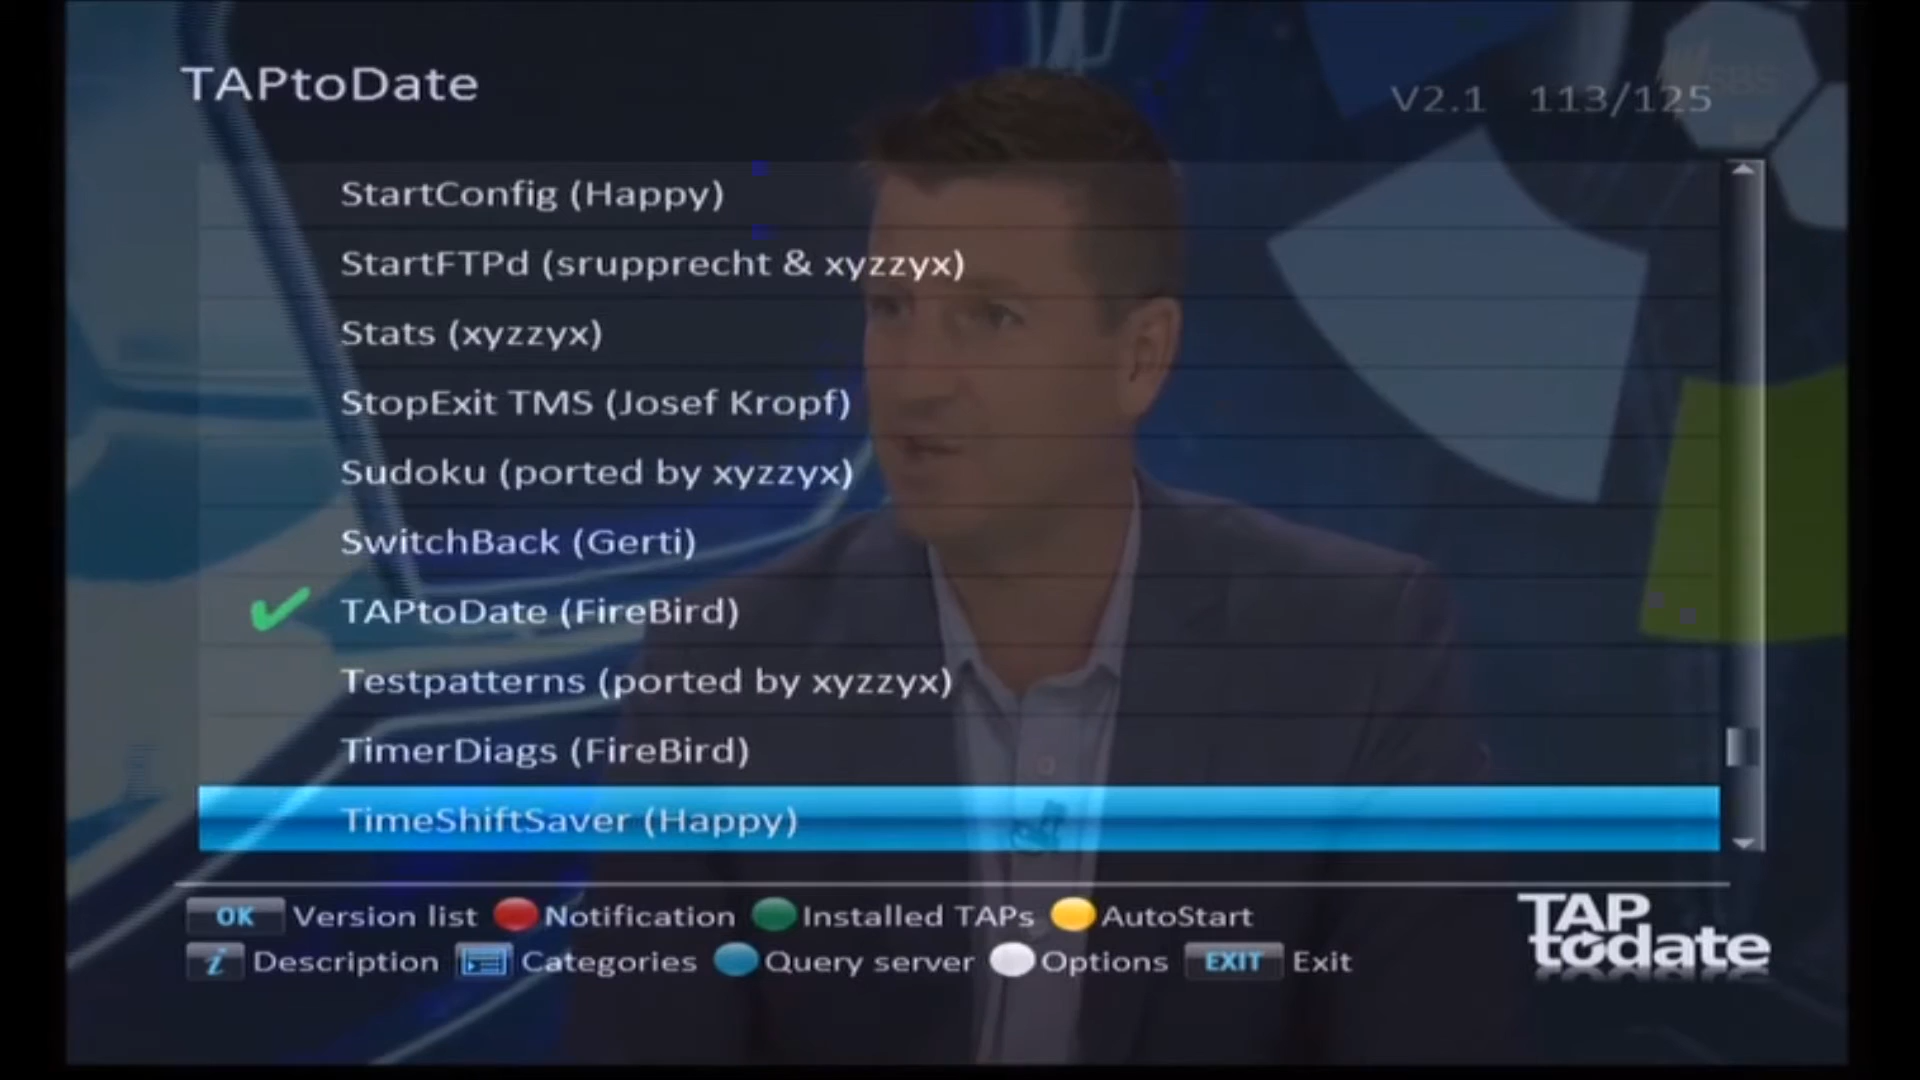 TAPtoDate
V2.1 113/125
SBS
StartConfig (Happy)
StartFTPd (srupprecht & xyzzyx)
Stats (xyzzyx)
StopExit TMS (Josef Kropf)
Sudoku (ported by xyzzyx)
SwitchBack (Gerti)
TAPtoDate (FireBird)
Testpatterns (ported by xyzzyx)
TimerDiags (FireBird)
TimeShiftSaver (Happy)
OK Version list Notification Installed TAPs AutoStart
i Description Categories Query server Options EXIT Exit
TAP
todate